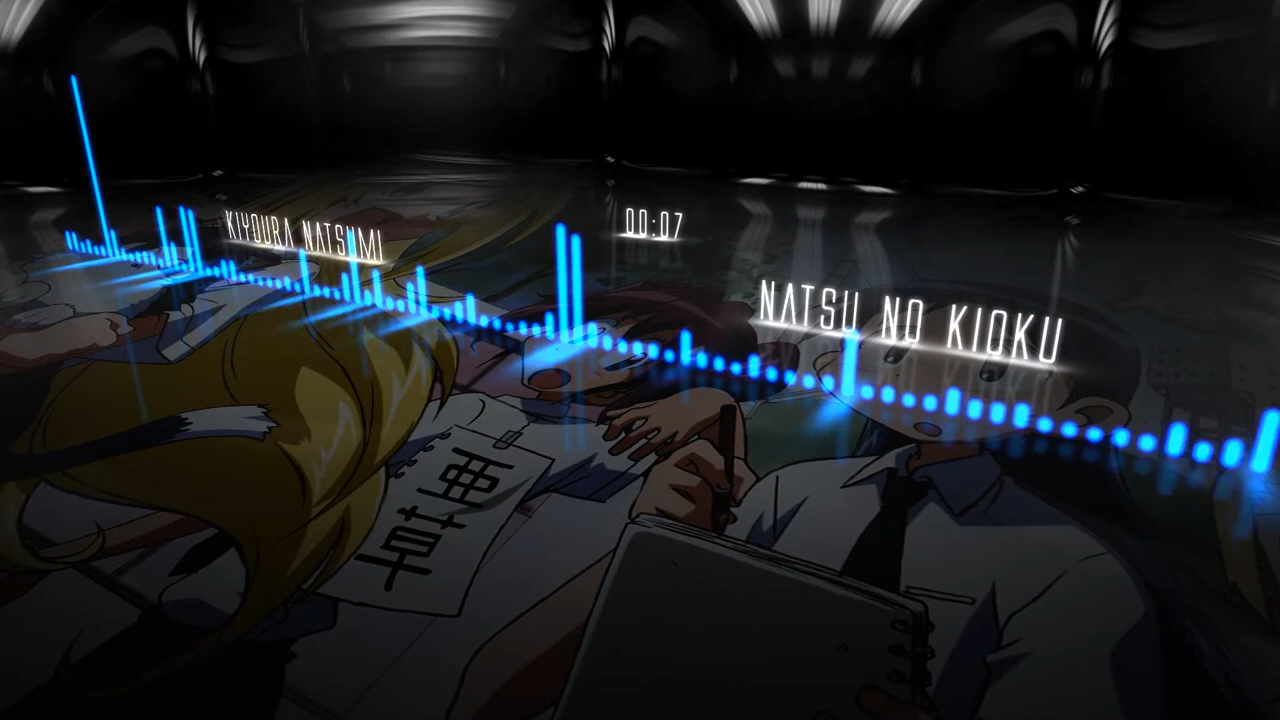 KIYOURA NATSUMI
00:07
NATSU NO KIOKU
亜
草